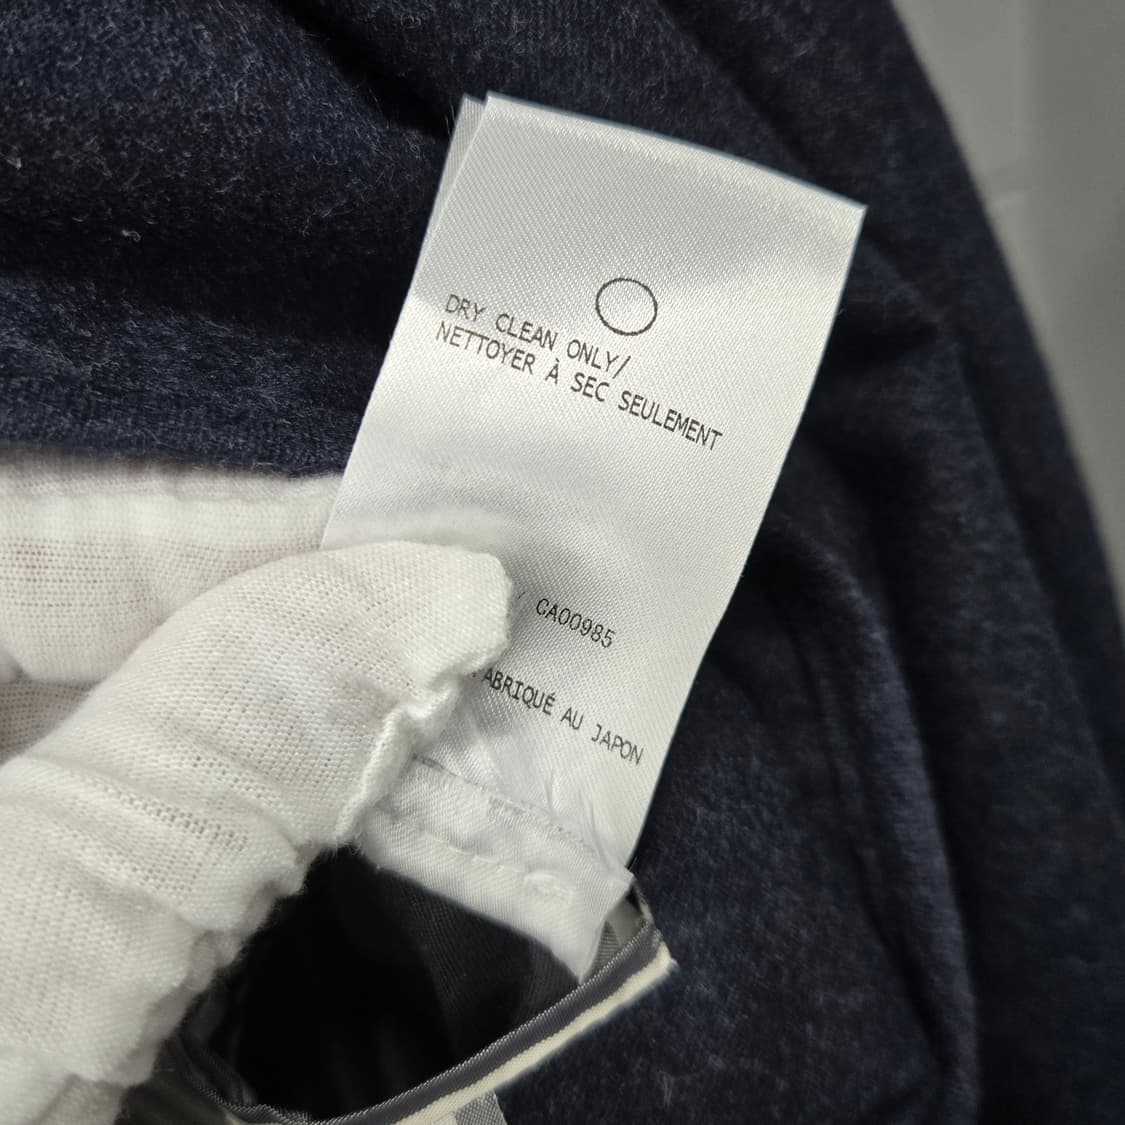 DRY CLEAN ONLY/
NETTOYER À SEC SEULEMENT
/ CA00985
ABRIQUÉ AU JAPON